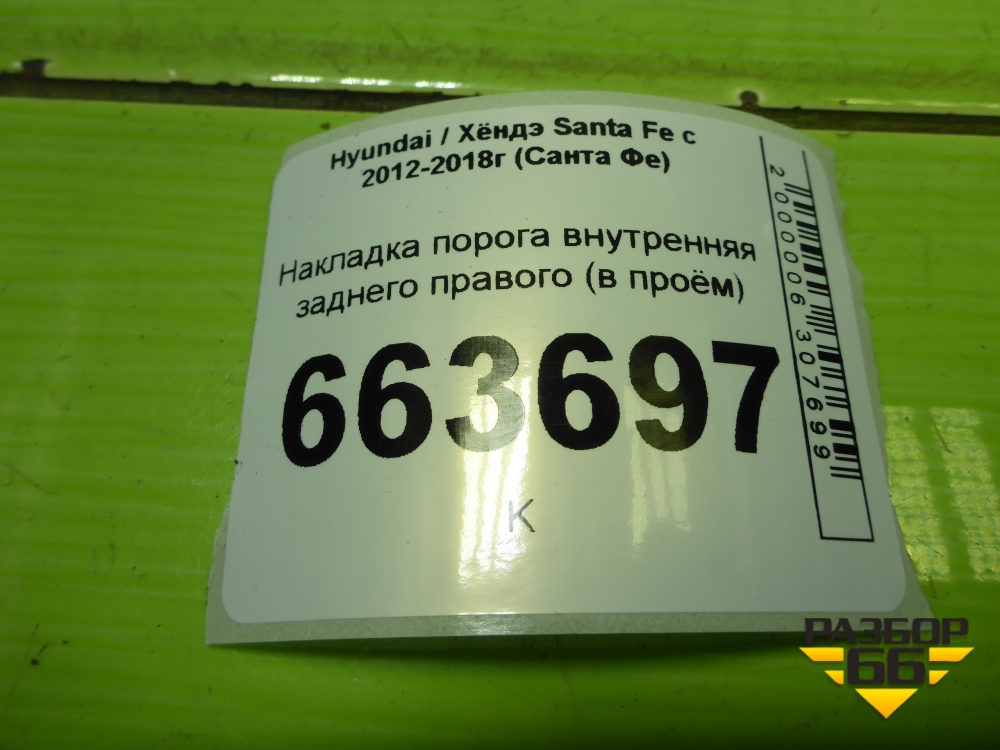 Hyundai / Хёндэ Santa Fe с
2012-2018г (Санта Фе)
Накладка порога внутренняя
заднего правого (в проём)
663697
К
2000006307699
РАЗБОР
66